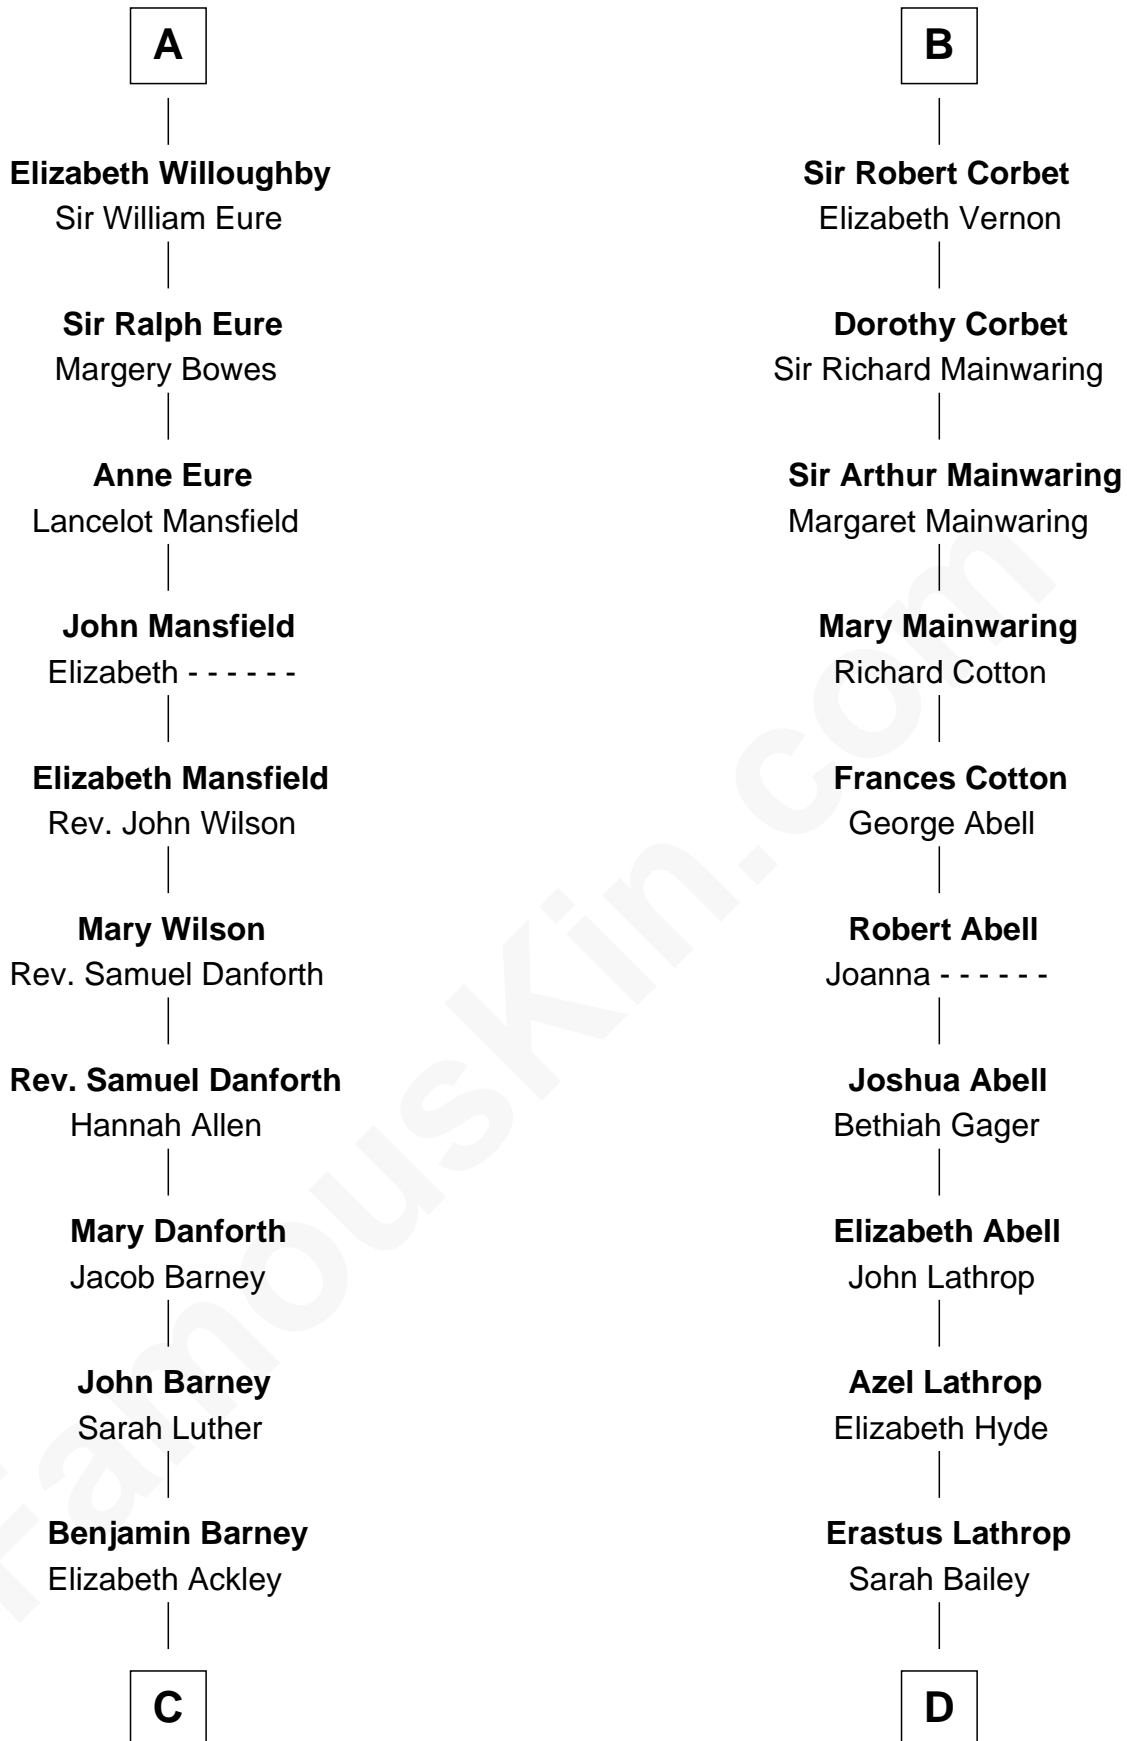 A
Elizabeth Willoughby
Sir William Eure
Sir Ralph Eure
Margery Bowes
Anne Eure
Lancelot Mansfield
John Mansfield
Elizabeth - - - - - -
Elizabeth Mansfield
Rev. John Wilson
Mary Wilson
Rev. Samuel Danforth
Rev. Samuel Danforth
Hannah Allen
Mary Danforth
Jacob Barney
John Barney
Sarah Luther
Benjamin Barney
Elizabeth Ackley
C
B
Sir Robert Corbet
Elizabeth Vernon
Dorothy Corbet
Sir Richard Mainwaring
Sir Arthur Mainwaring
Margaret Mainwaring
Mary Mainwaring
Richard Cotton
Frances Cotton
George Abell
Robert Abell
Joanna - - - - - -
Joshua Abell
Bethiah Gager
Elizabeth Abell
John Lathrop
Azel Lathrop
Elizabeth Hyde
Erastus Lathrop
Sarah Bailey
D
FamousKin.com